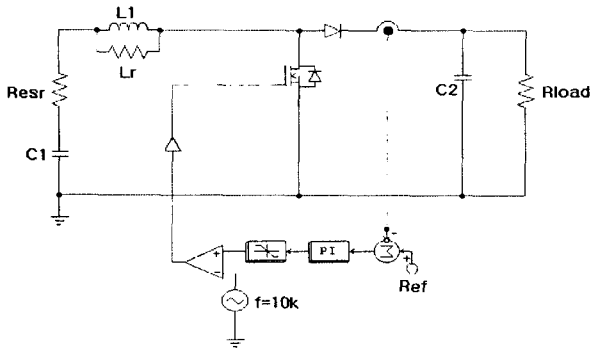 L1
Lr
Resr
C1
C2
Rload
PI
Σ
-
+
Ref
+
-
f=10k